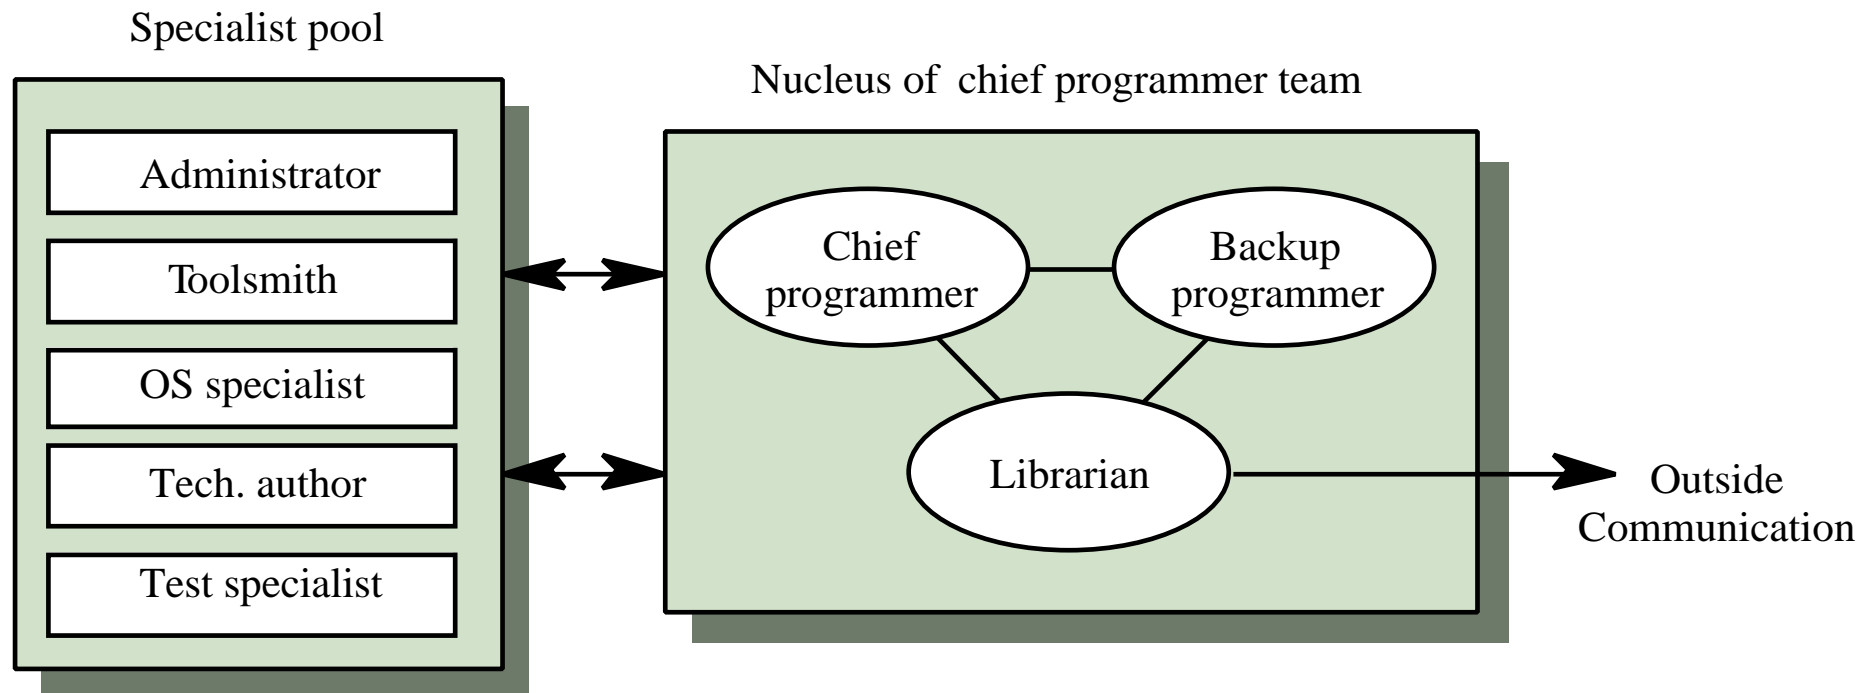 Specialist pool
Administrator
Toolsmith
OS specialist
Tech. author
Test specialist
Nucleus of chief programmer team
Chief
programmer
Backup
programmer
Librarian
Outside
Communication